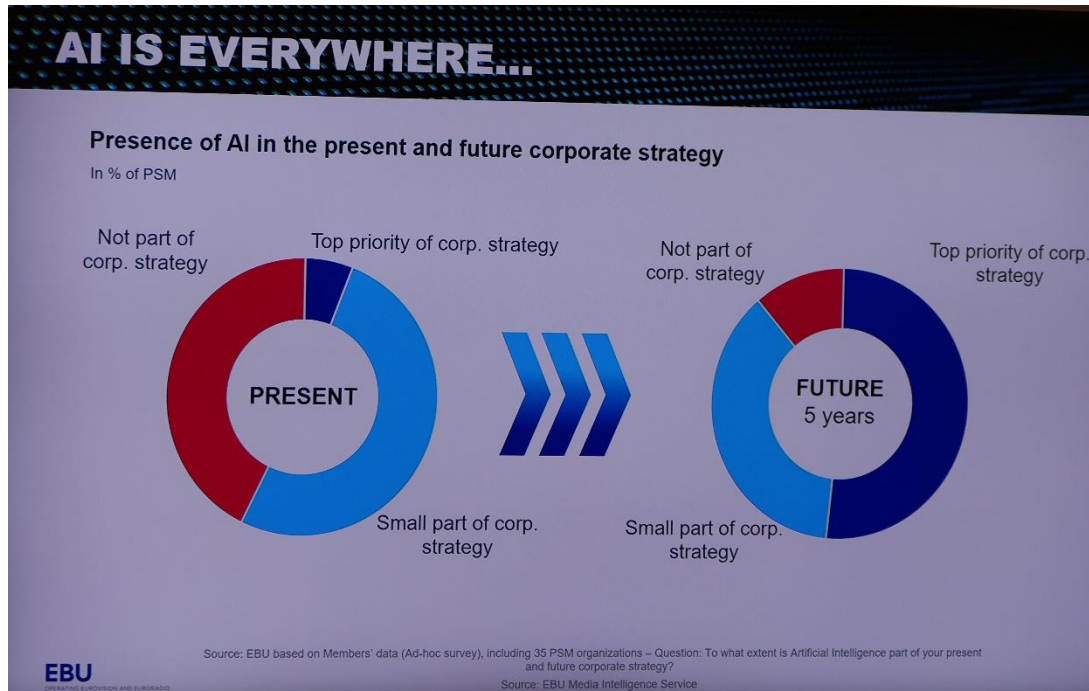 AI IS EVERYWHERE...
Presence of AI in the present and future corporate strategy
In % of PSM
Not part of
corp. strategy
Top priority of corp. strategy
PRESENT
Small part of corp.
strategy
Not part of
corp. strategy
Top priority of corp.
strategy
FUTURE
5 years
Small part of corp.
strategy
Source: EBU based on Members' data (Ad-hoc survey), including 35 PSM organizations – Question: To what extent is Artificial Intelligence part of your present
and future corporate strategy?
Source: EBU Media Intelligence Service
EBU
OPERATING EUROVISION AND EURORADIO